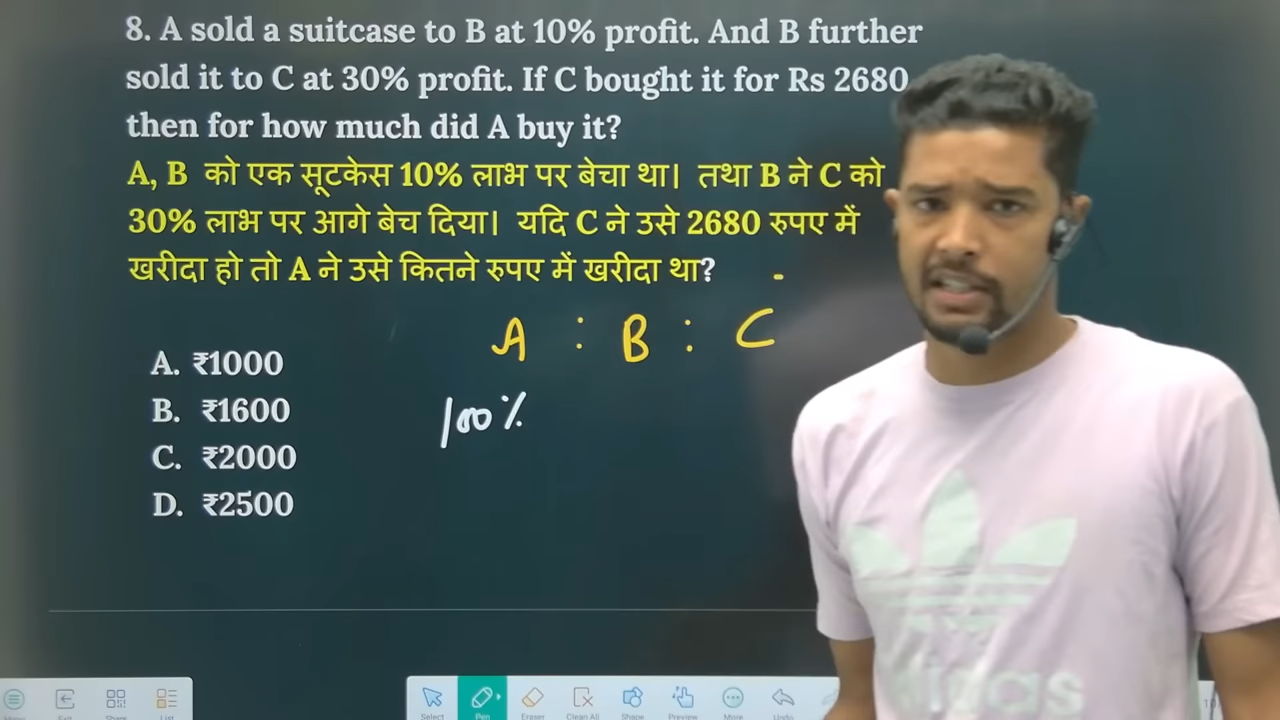 8. A sold a suitcase to B at 10% profit. And B further
sold it to C at 30% profit. If C bought it for Rs 2680
then for how much did A buy it?
A, B को एक सूटकेस 10% लाभ पर बेचा था। तथा B ने C को
30% लाभ पर आगे बेच दिया। यदि C ने उसे 2680 रुपए में
खरीदा हो तो A ने उसे कितने रुपए में खरीदा था?
A : B : C
A. ₹1000
100%
B. ₹1600
C. ₹2000
D. ₹2500
adidas
Select
Pen
Eraser
Clean All
Share
Preview
More
Undo